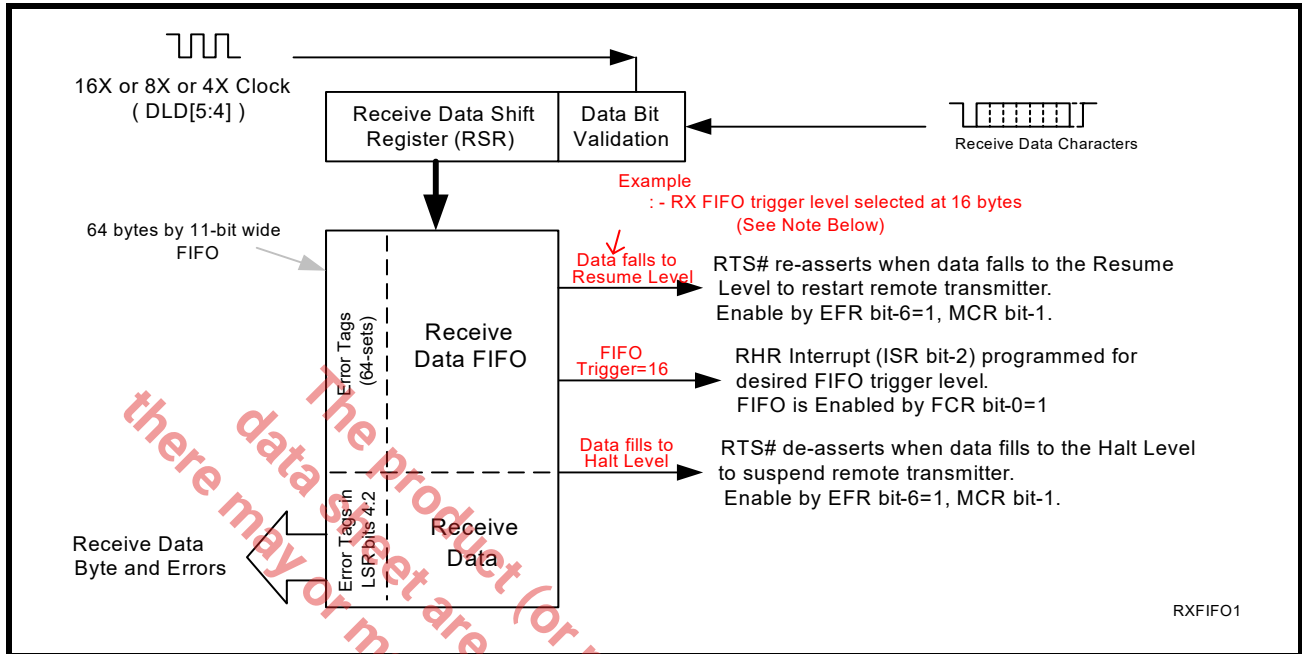 16X or 8X or 4X Clock
( DLD[5:4] )
Receive Data Shift
Register (RSR)
Data Bit
Validation
Receive Data Characters
Example
: - RX FIFO trigger level selected at 16 bytes
(See Note Below)
64 bytes by 11-bit wide
FIFO
Error Tags
(64-sets)
Receive
Data FIFO
Data falls to
Resume Level
RTS# re-asserts when data falls to the Resume
Level to restart remote transmitter.
Enable by EFR bit-6=1, MCR bit-1.
FIFO
Trigger=16
RHR Interrupt (ISR bit-2) programmed for
desired FIFO trigger level.
FIFO is Enabled by FCR bit-0=1
Data fills to
Halt Level
RTS# de-asserts when data fills to the Halt Level
to suspend remote transmitter.
Enable by EFR bit-6=1, MCR bit-1.
Error Tags in
LSR bits 4:2
Receive
Data
Receive Data
Byte and Errors
RXFIFO1
The product (or
data sheet are
there may or m